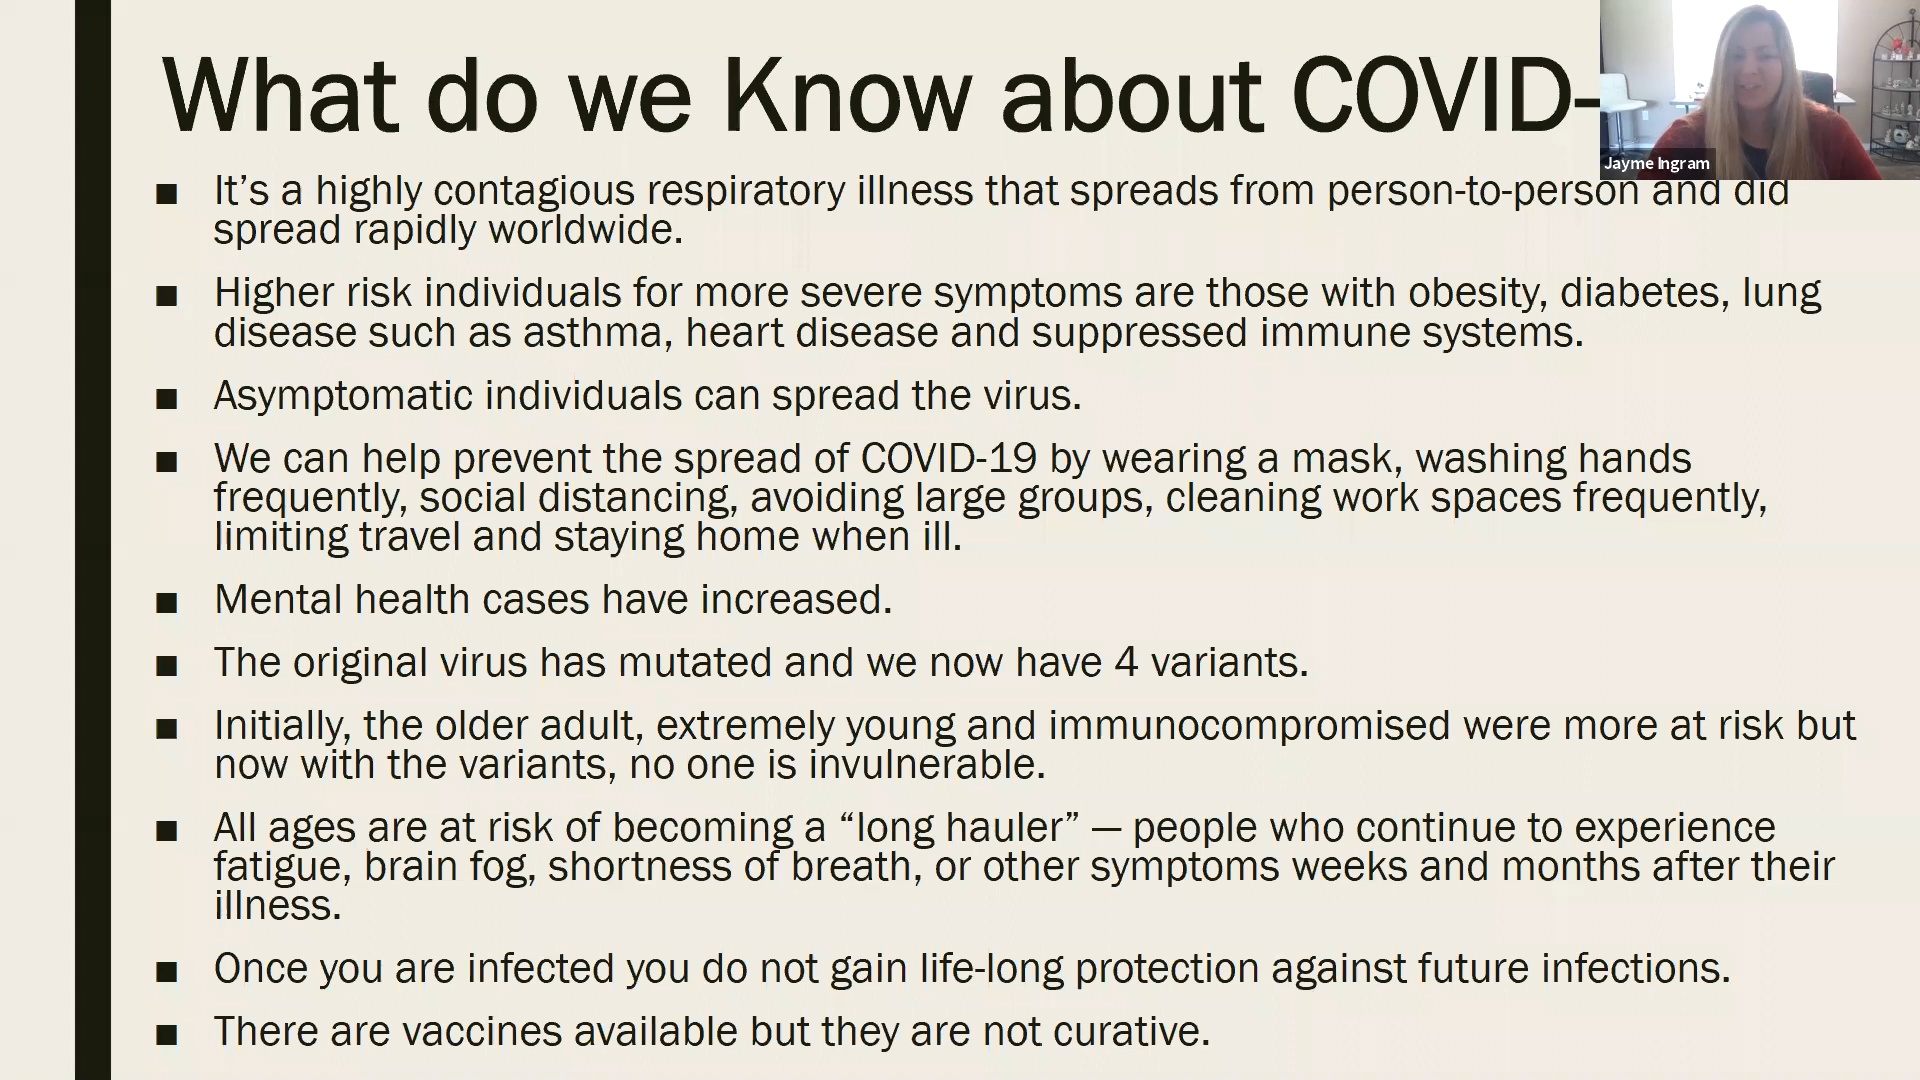 What do we Know about COVID-
Jayme Ingram
■ It’s a highly contagious respiratory illness that spreads from person-to-person and did
spread rapidly worldwide.
■ Higher risk individuals for more severe symptoms are those with obesity, diabetes, lung
disease such as asthma, heart disease and suppressed immune systems.
■ Asymptomatic individuals can spread the virus.
■ We can help prevent the spread of COVID-19 by wearing a mask, washing hands
frequently, social distancing, avoiding large groups, cleaning work spaces frequently,
limiting travel and staying home when ill.
■ Mental health cases have increased.
■ The original virus has mutated and we now have 4 variants.
■ Initially, the older adult, extremely young and immunocompromised were more at risk but
now with the variants, no one is invulnerable.
■ All ages are at risk of becoming a “long hauler” — people who continue to experience
fatigue, brain fog, shortness of breath, or other symptoms weeks and months after their
illness.
■ Once you are infected you do not gain life-long protection against future infections.
■ There are vaccines available but they are not curative.